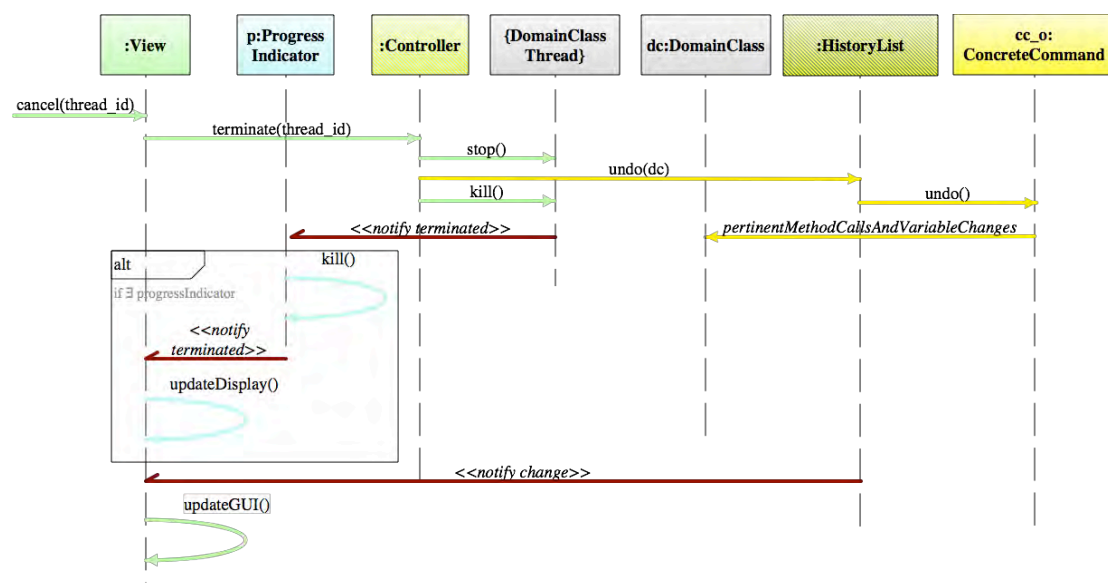 :View
p:Progress
Indicator
:Controller
{DomainClass
Thread}
dc:DomainClass
:HistoryList
cc_o:
ConcreteCommand
cancel(thread_id)
terminate(thread_id)
stop()
undo(dc)
kill()
undo()
<<notify terminated>>
pertinentMethodCallsAndVariableChanges
alt
kill()
if ∃ progressIndicator
<<notify
terminated>>
updateDisplay()
<<notify change>>
updateGUI()